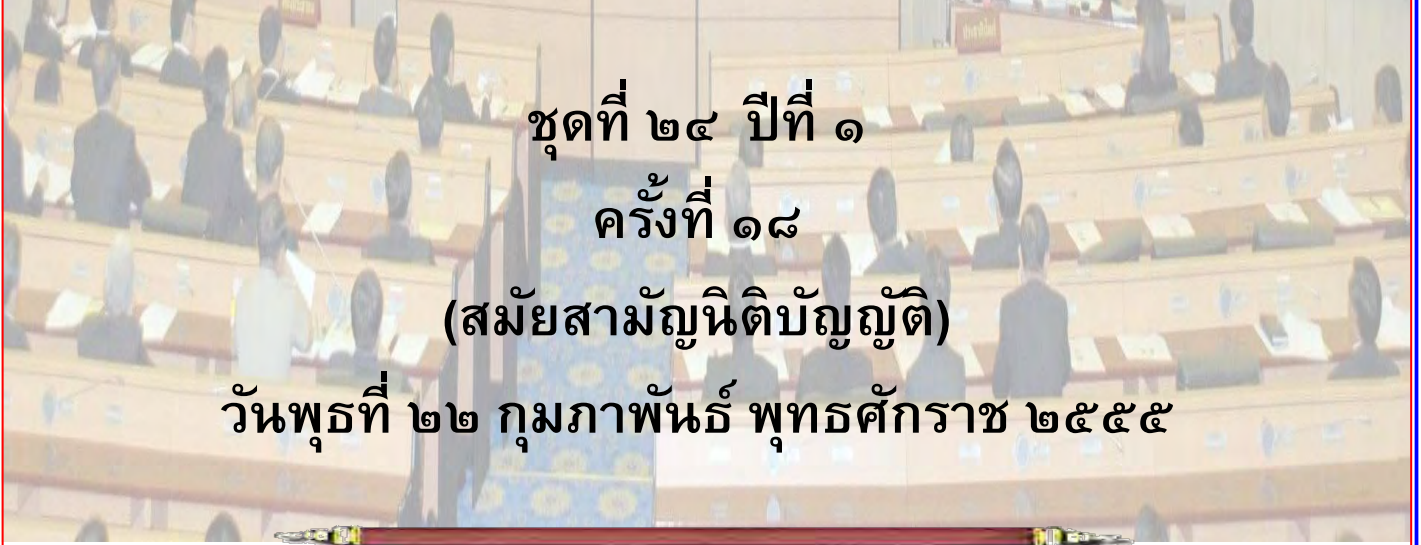 ชุดที่ ๒๔ ปีที่ ๑
ครั้งที่ ๑๘
(สมัยสามัญนิติบัญญัติ)
วันพุธที่ ๒๒ กุมภาพันธ์ พุทธศักราช ๒๕๕๕